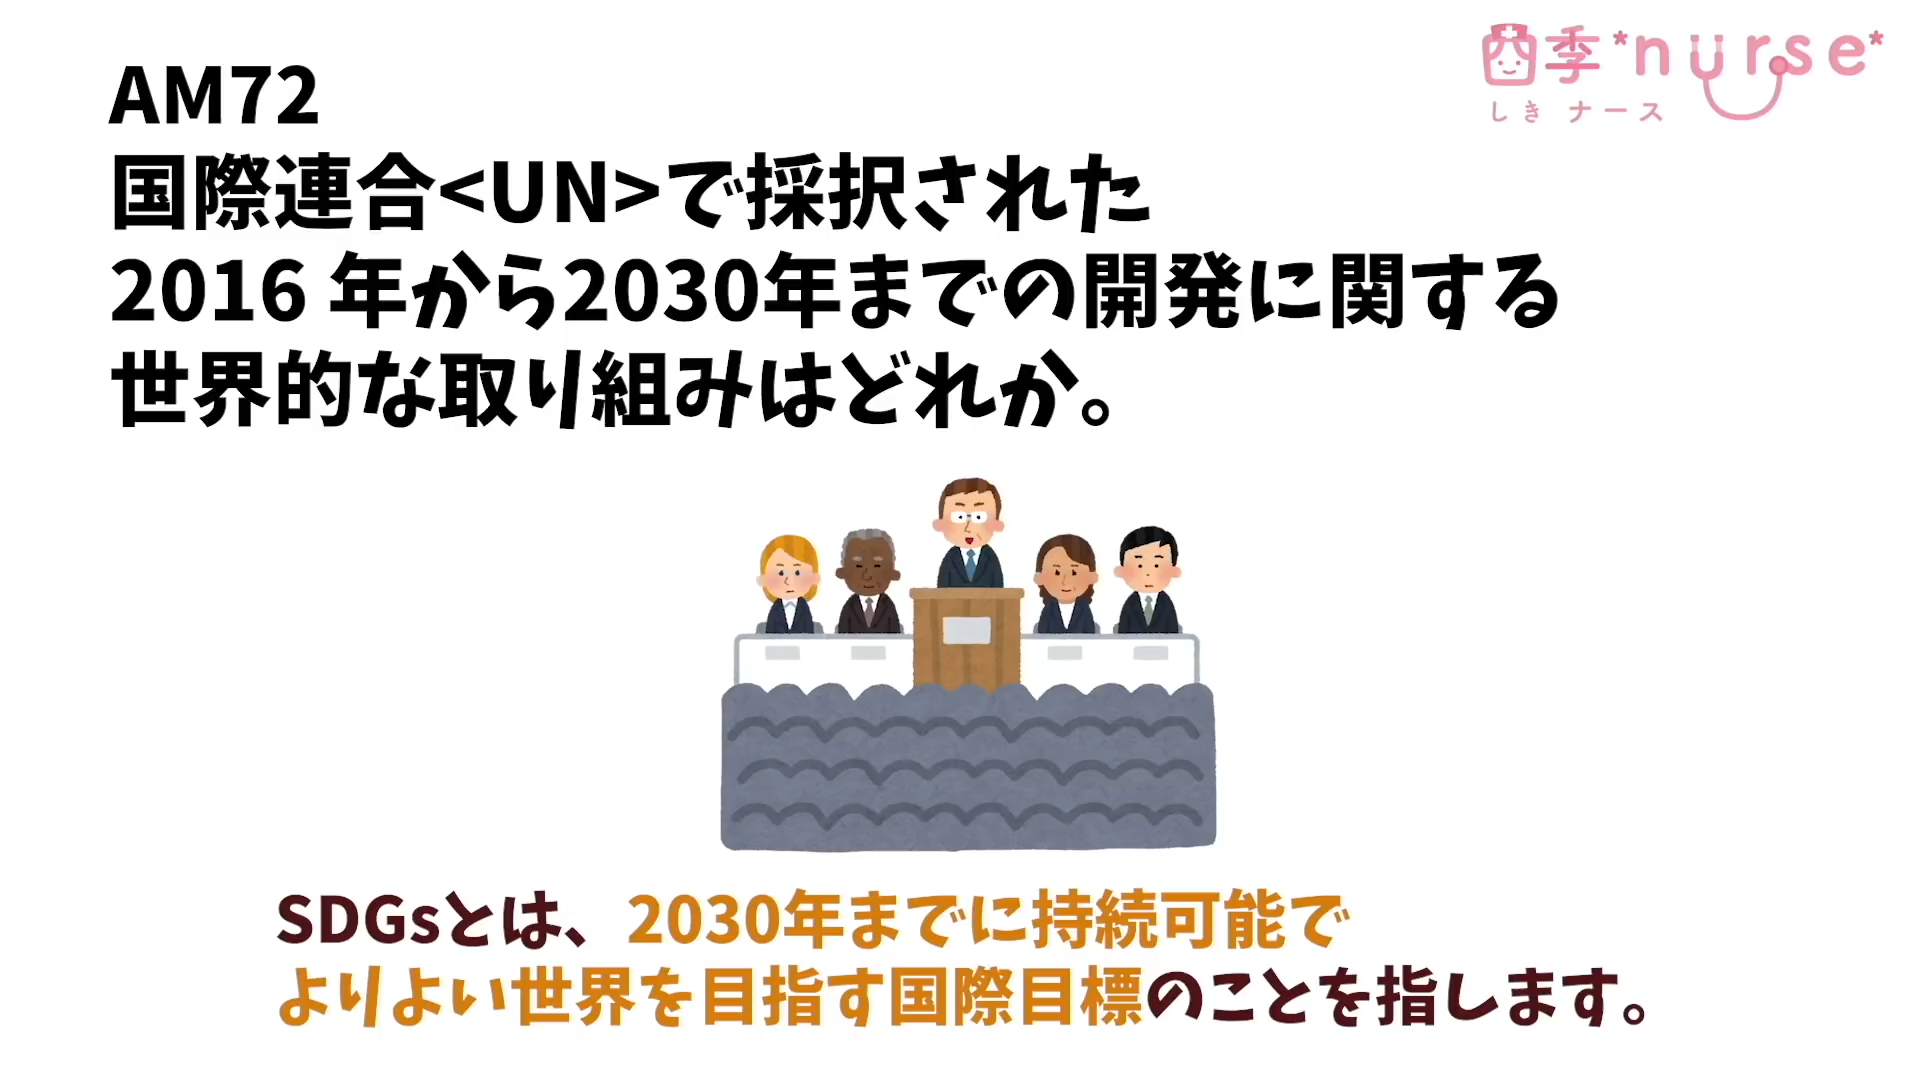 四季*nurse*
しき ナース
AM72
国際連合<UN>で採択された
2016 年から2030年までの開発に関する
世界的な取り組みはどれか。
SDGsとは、2030年までに持続可能で
よりよい世界を目指す国際目標のことを指します。